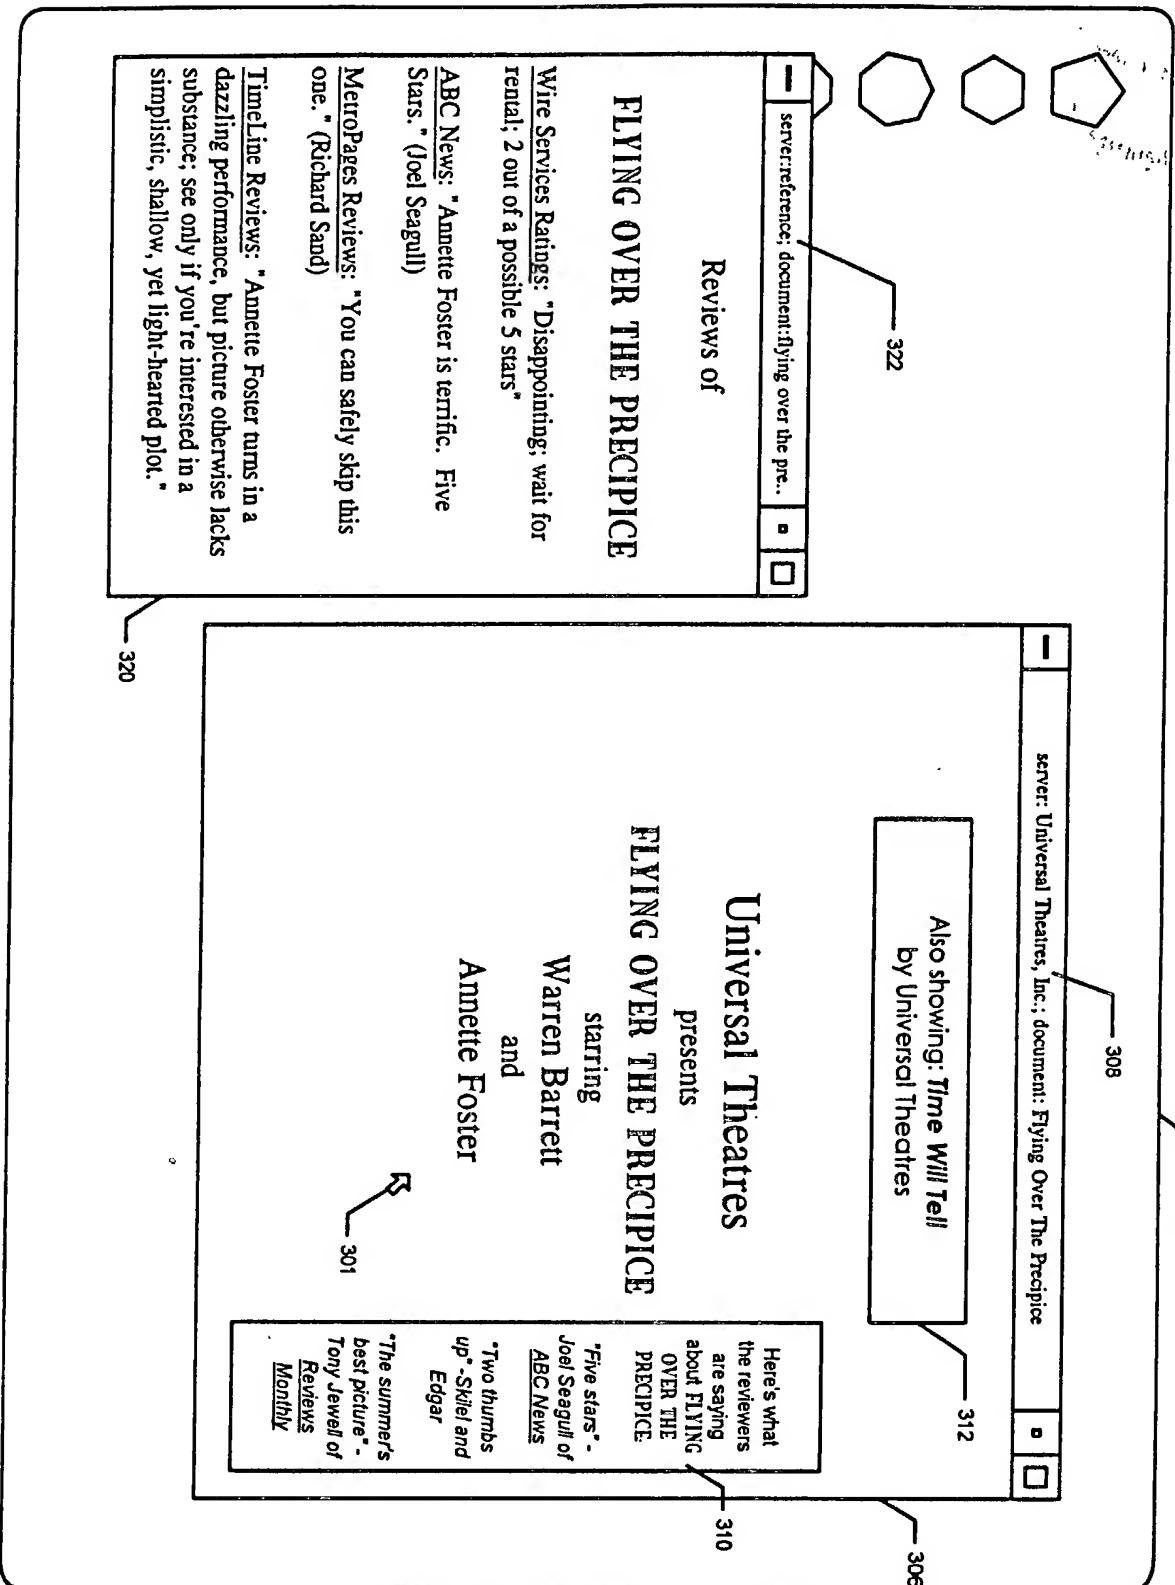 server:reference; document:flying over the pre..
322
Reviews of
FLYING OVER THE PRECIPICE
Wire Services Ratings: "Disappointing; wait for
rental; 2 out of a possible 5 stars"
ABC News: "Annette Foster is terrific. Five
Stars." (Joel Seagull)
MetroPages Reviews: "You can safely skip this
one." (Richard Sand)
TimeLine Reviews: "Annette Foster turns in a
dazzling performance, but picture otherwise lacks
substance; see only if you're interested in a
simplistic, shallow, yet light-hearted plot."
320
server: Universal Theatres, Inc.; document: Flying Over The Precipice
308
Also showing: Time Will Tell
by Universal Theatres
312
Universal Theatres
presents
FLYING OVER THE PRECIPICE
starring
Warren Barrett
and
Annette Foster
301
Here's what
the reviewers
are saying
about FLYING
OVER THE
PRECIPICE:
"Five stars" -
Joel Seagull of
ABC News
"Two thumbs
up" -Skilel and
Edgar
"The summer's
best picture" -
Tony Jewell of
Reviews
Monthly
310
306